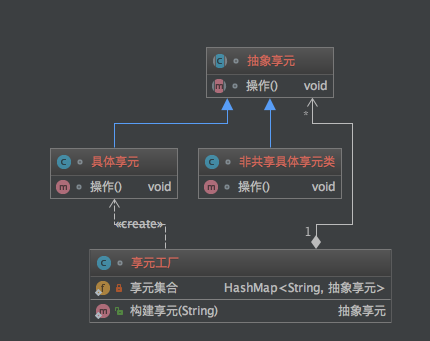 抽象享元
操作() void
*
具体享元
操作() void
非共享具体享元类
操作() void
«create»
1
享元工厂
享元集合 HashMap<String, 抽象享元>
构建享元(String) 抽象享元